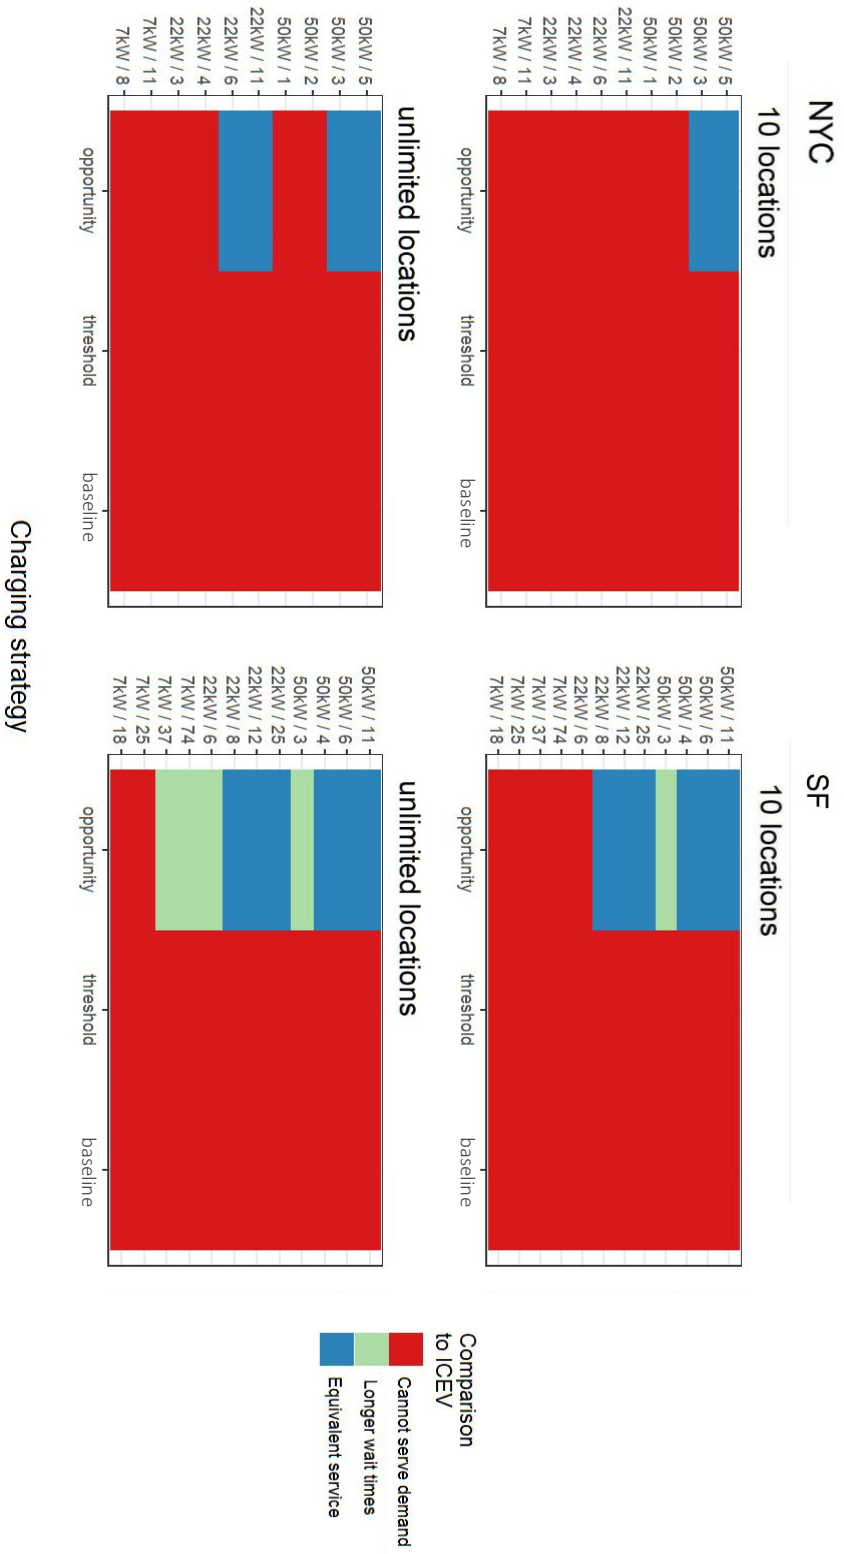 NYC
10 locations
50kW / 5
50kW / 3
50kW / 2
50kW / 1
22kW / 11
22kW / 6
22kW / 4
22kW / 3
7kW / 11
7kW / 8
opportunity
threshold
baseline
SF
10 locations
50kW / 11
50kW / 6
50kW / 4
50kW / 3
22kW / 25
22kW / 12
22kW / 8
22kW / 6
7kW / 74
7kW / 37
7kW / 25
7kW / 18
opportunity
threshold
baseline
unlimited locations
50kW / 5
50kW / 3
50kW / 2
50kW / 1
22kW / 11
22kW / 6
22kW / 4
22kW / 3
7kW / 11
7kW / 8
opportunity
threshold
baseline
unlimited locations
50kW / 11
50kW / 6
50kW / 4
50kW / 3
22kW / 25
22kW / 12
22kW / 8
22kW / 6
7kW / 74
7kW / 37
7kW / 25
7kW / 18
opportunity
threshold
baseline
Comparison
to ICEV
Cannot serve demand
Longer wait times
Equivalent service
Charging strategy